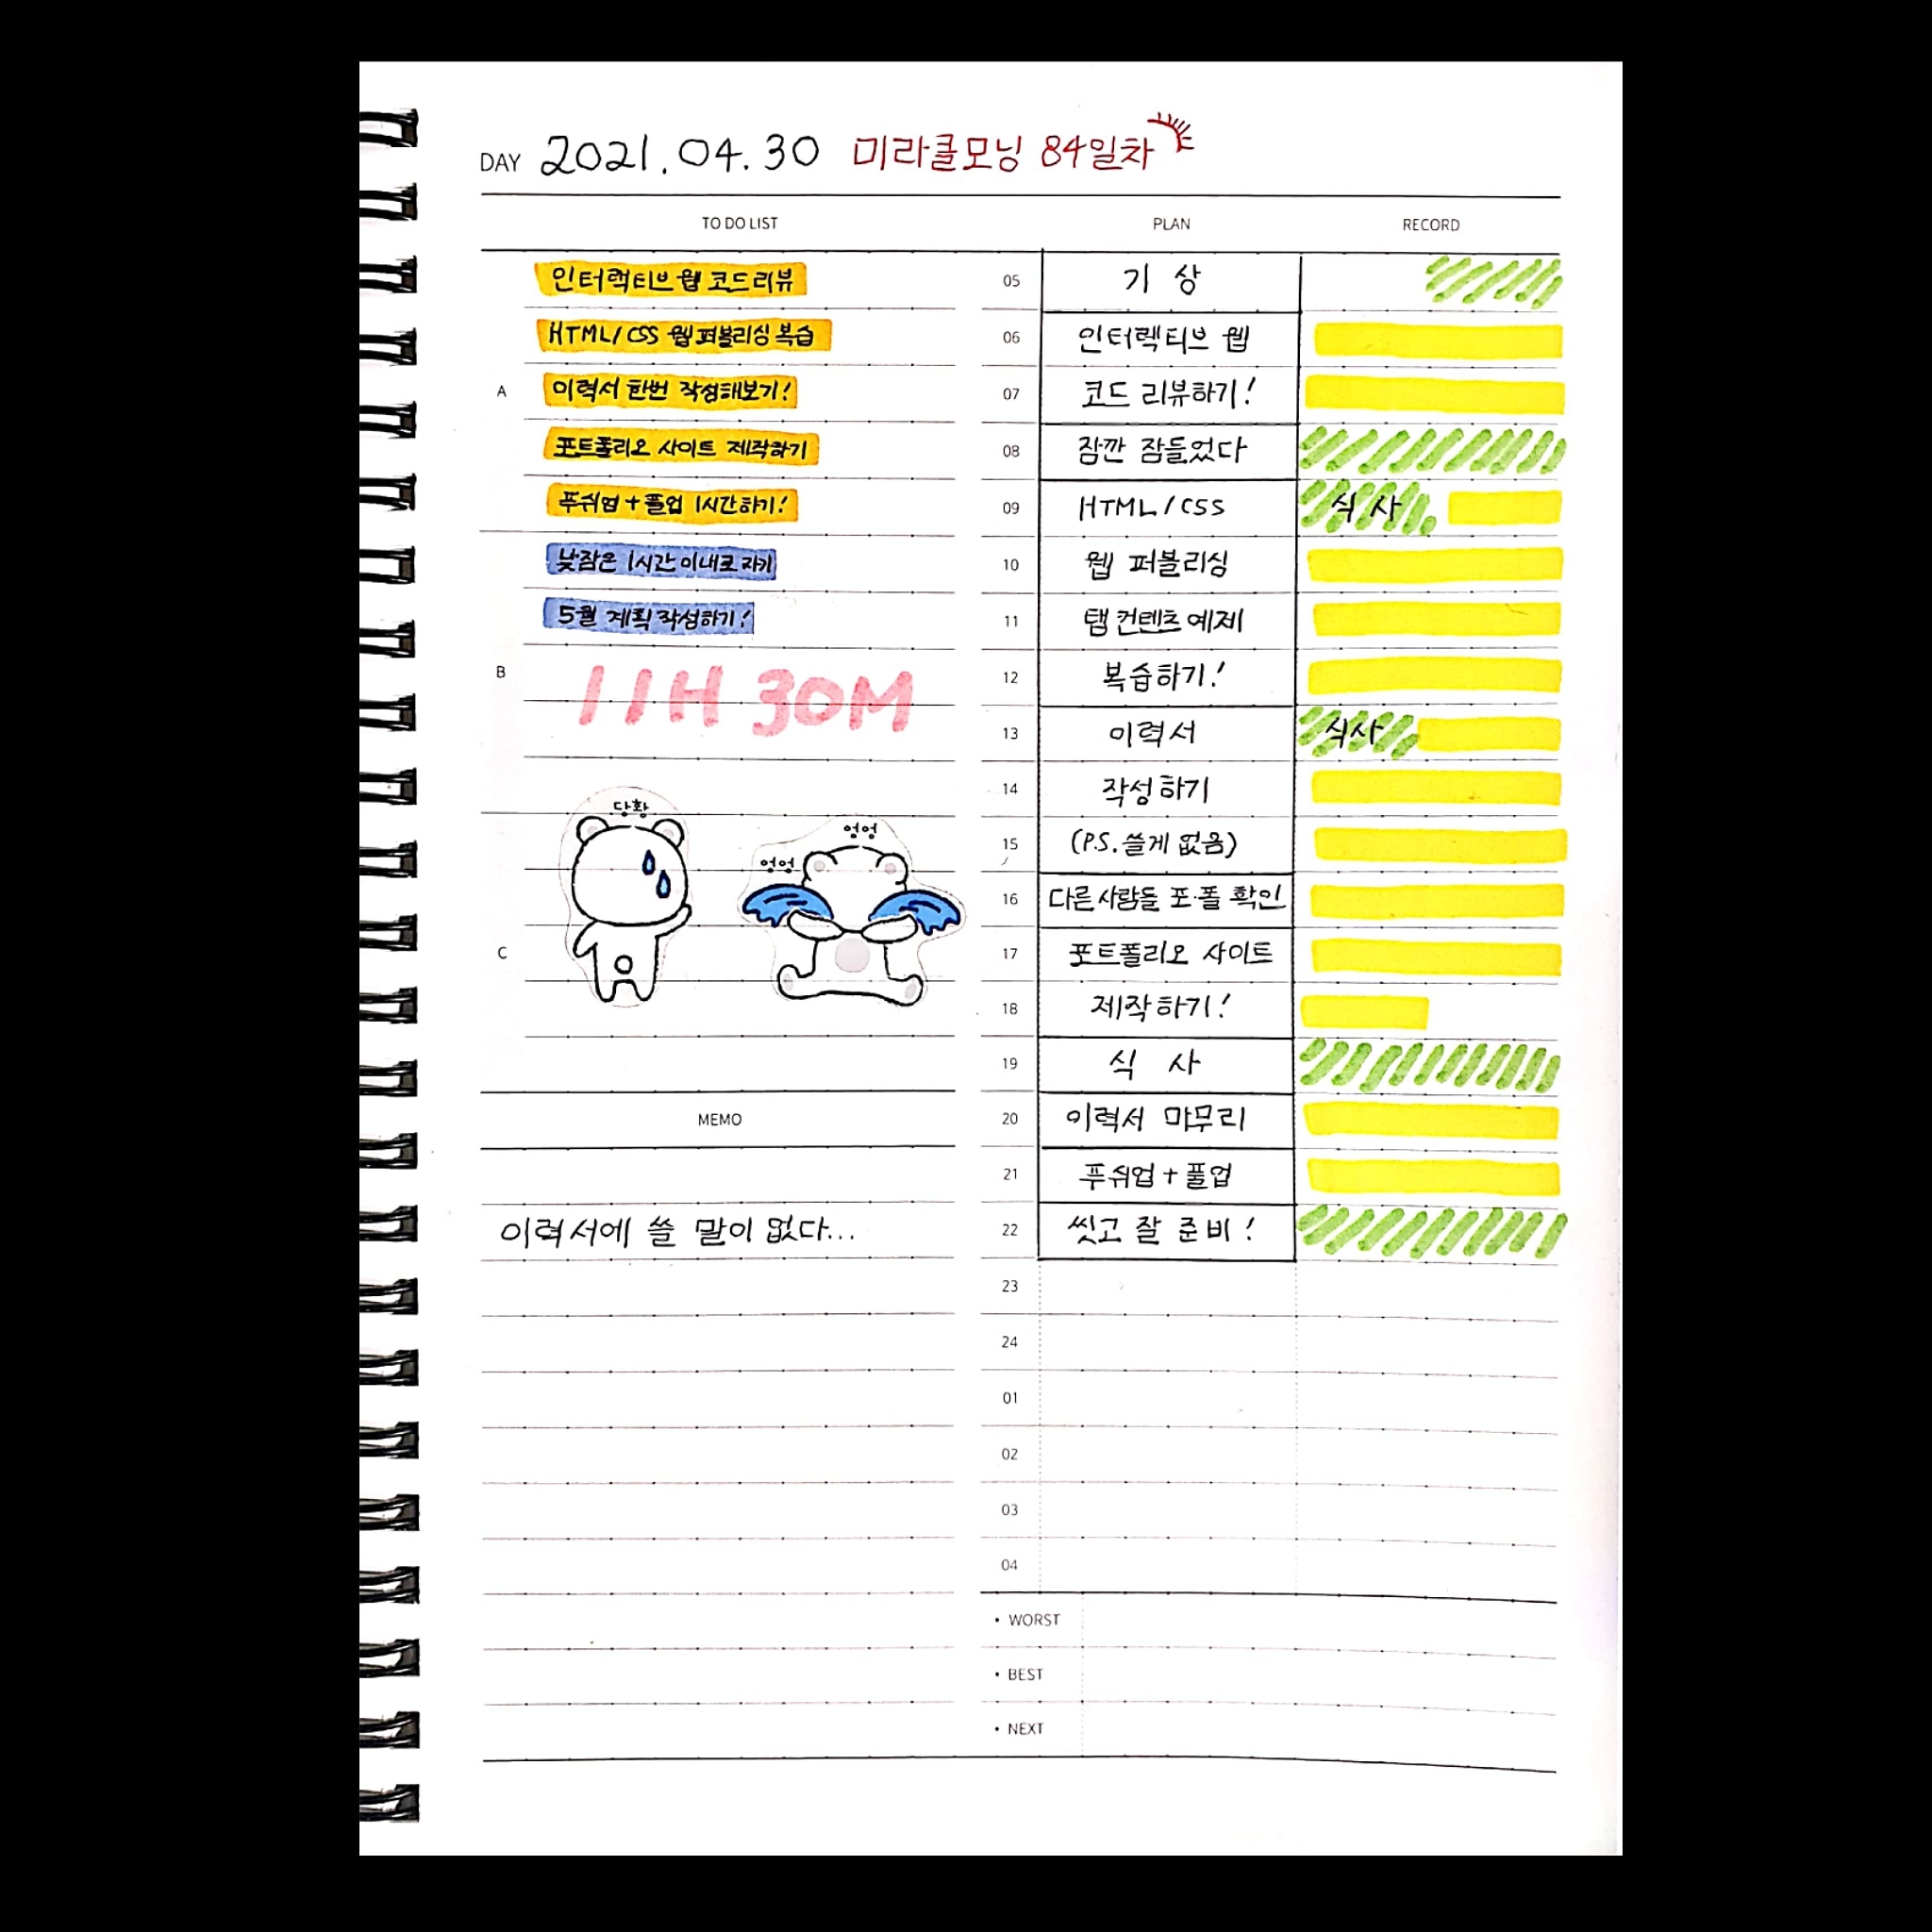 DAY 2021.04.30 미라클모닝 84일차
TO DO LIST
인터랙티브 웹 코드리뷰
HTML/CSS 웹 퍼블리싱 복습
A
이력서 한번 작성해보기!
포트폴리오 사이트 제작하기
푸쉬업 + 풀업 1시간하기!
낮잠은 1시간 이내로 자기
5월 계획 작성하기!
B
11H 30M
당황
엉엉
엉엉
C
MEMO
이력서에 쓸 말이 없다...
PLAN RECORD
05 기상
06 인터렉티브 웹
07 코드 리뷰하기!
08 잠깐 잠들었다
09 HTML/CSS 식사
10 웹 퍼블리싱
11 탭 컨텐츠 예제
12 복습하기!
13 이력서 식사
14 작성하기
15 (P.S. 쓸게 없음)
16 다른 사람들 포·폴 확인
17 포트폴리오 사이트
18 제작하기!
19 식사
20 이력서 마무리
21 푸쉬업 + 풀업
22 씻고 잘 준비!
23
24
01
02
03
04
• WORST
• BEST
• NEXT